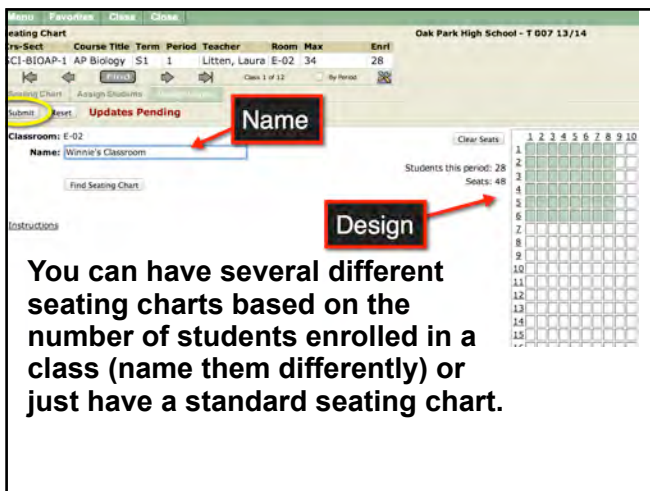 Menu Favorites Class Close
Seating Chart Oak Park High School - T 007 13/14
Crs-Sect Course Title Term Period Teacher Room Max Enrl
SCI-BIOAP-1 AP Biology S1 1 Litten, Laura E-02 34 28
Find Class 1 of 12 By Period
Seating Chart Assign Students
Submit Reset Updates Pending
Name
Classroom: E-02 Clear Seats 1 2 3 4 5 6 7 8 9 10
Name: Winnie's Classroom 1
Students this period: 28 2
Find Seating Chart Seats: 48 3
4
Design 5
6
Instructions 7
8
9
10
11
12
13
14
15
You can have several different
seating charts based on the
number of students enrolled in a
class (name them differently) or
just have a standard seating chart.